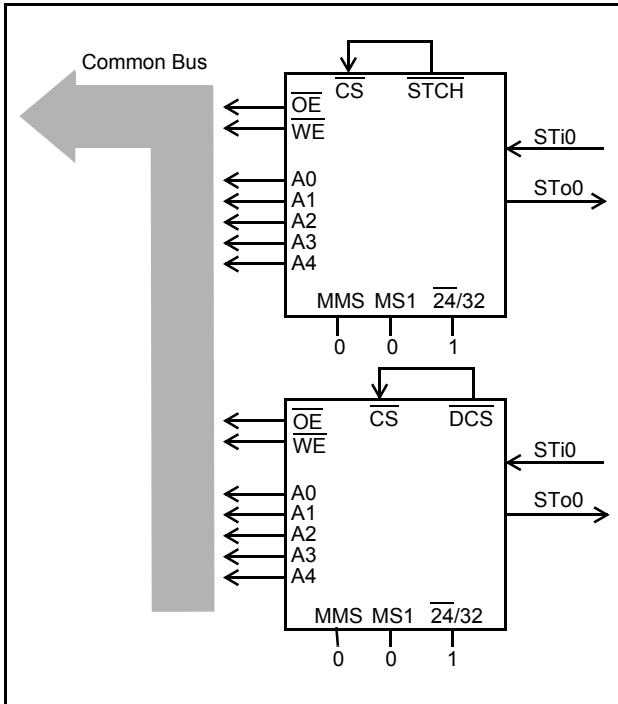 Common Bus
CS STCH
OE
WE
STi0
A0
STo0
A1
A2
A3
A4
MMS MS1 24/32
0 0 1
CS DCS
OE
WE
STi0
A0
STo0
A1
A2
A3
A4
MMS MS1 24/32
0 0 1